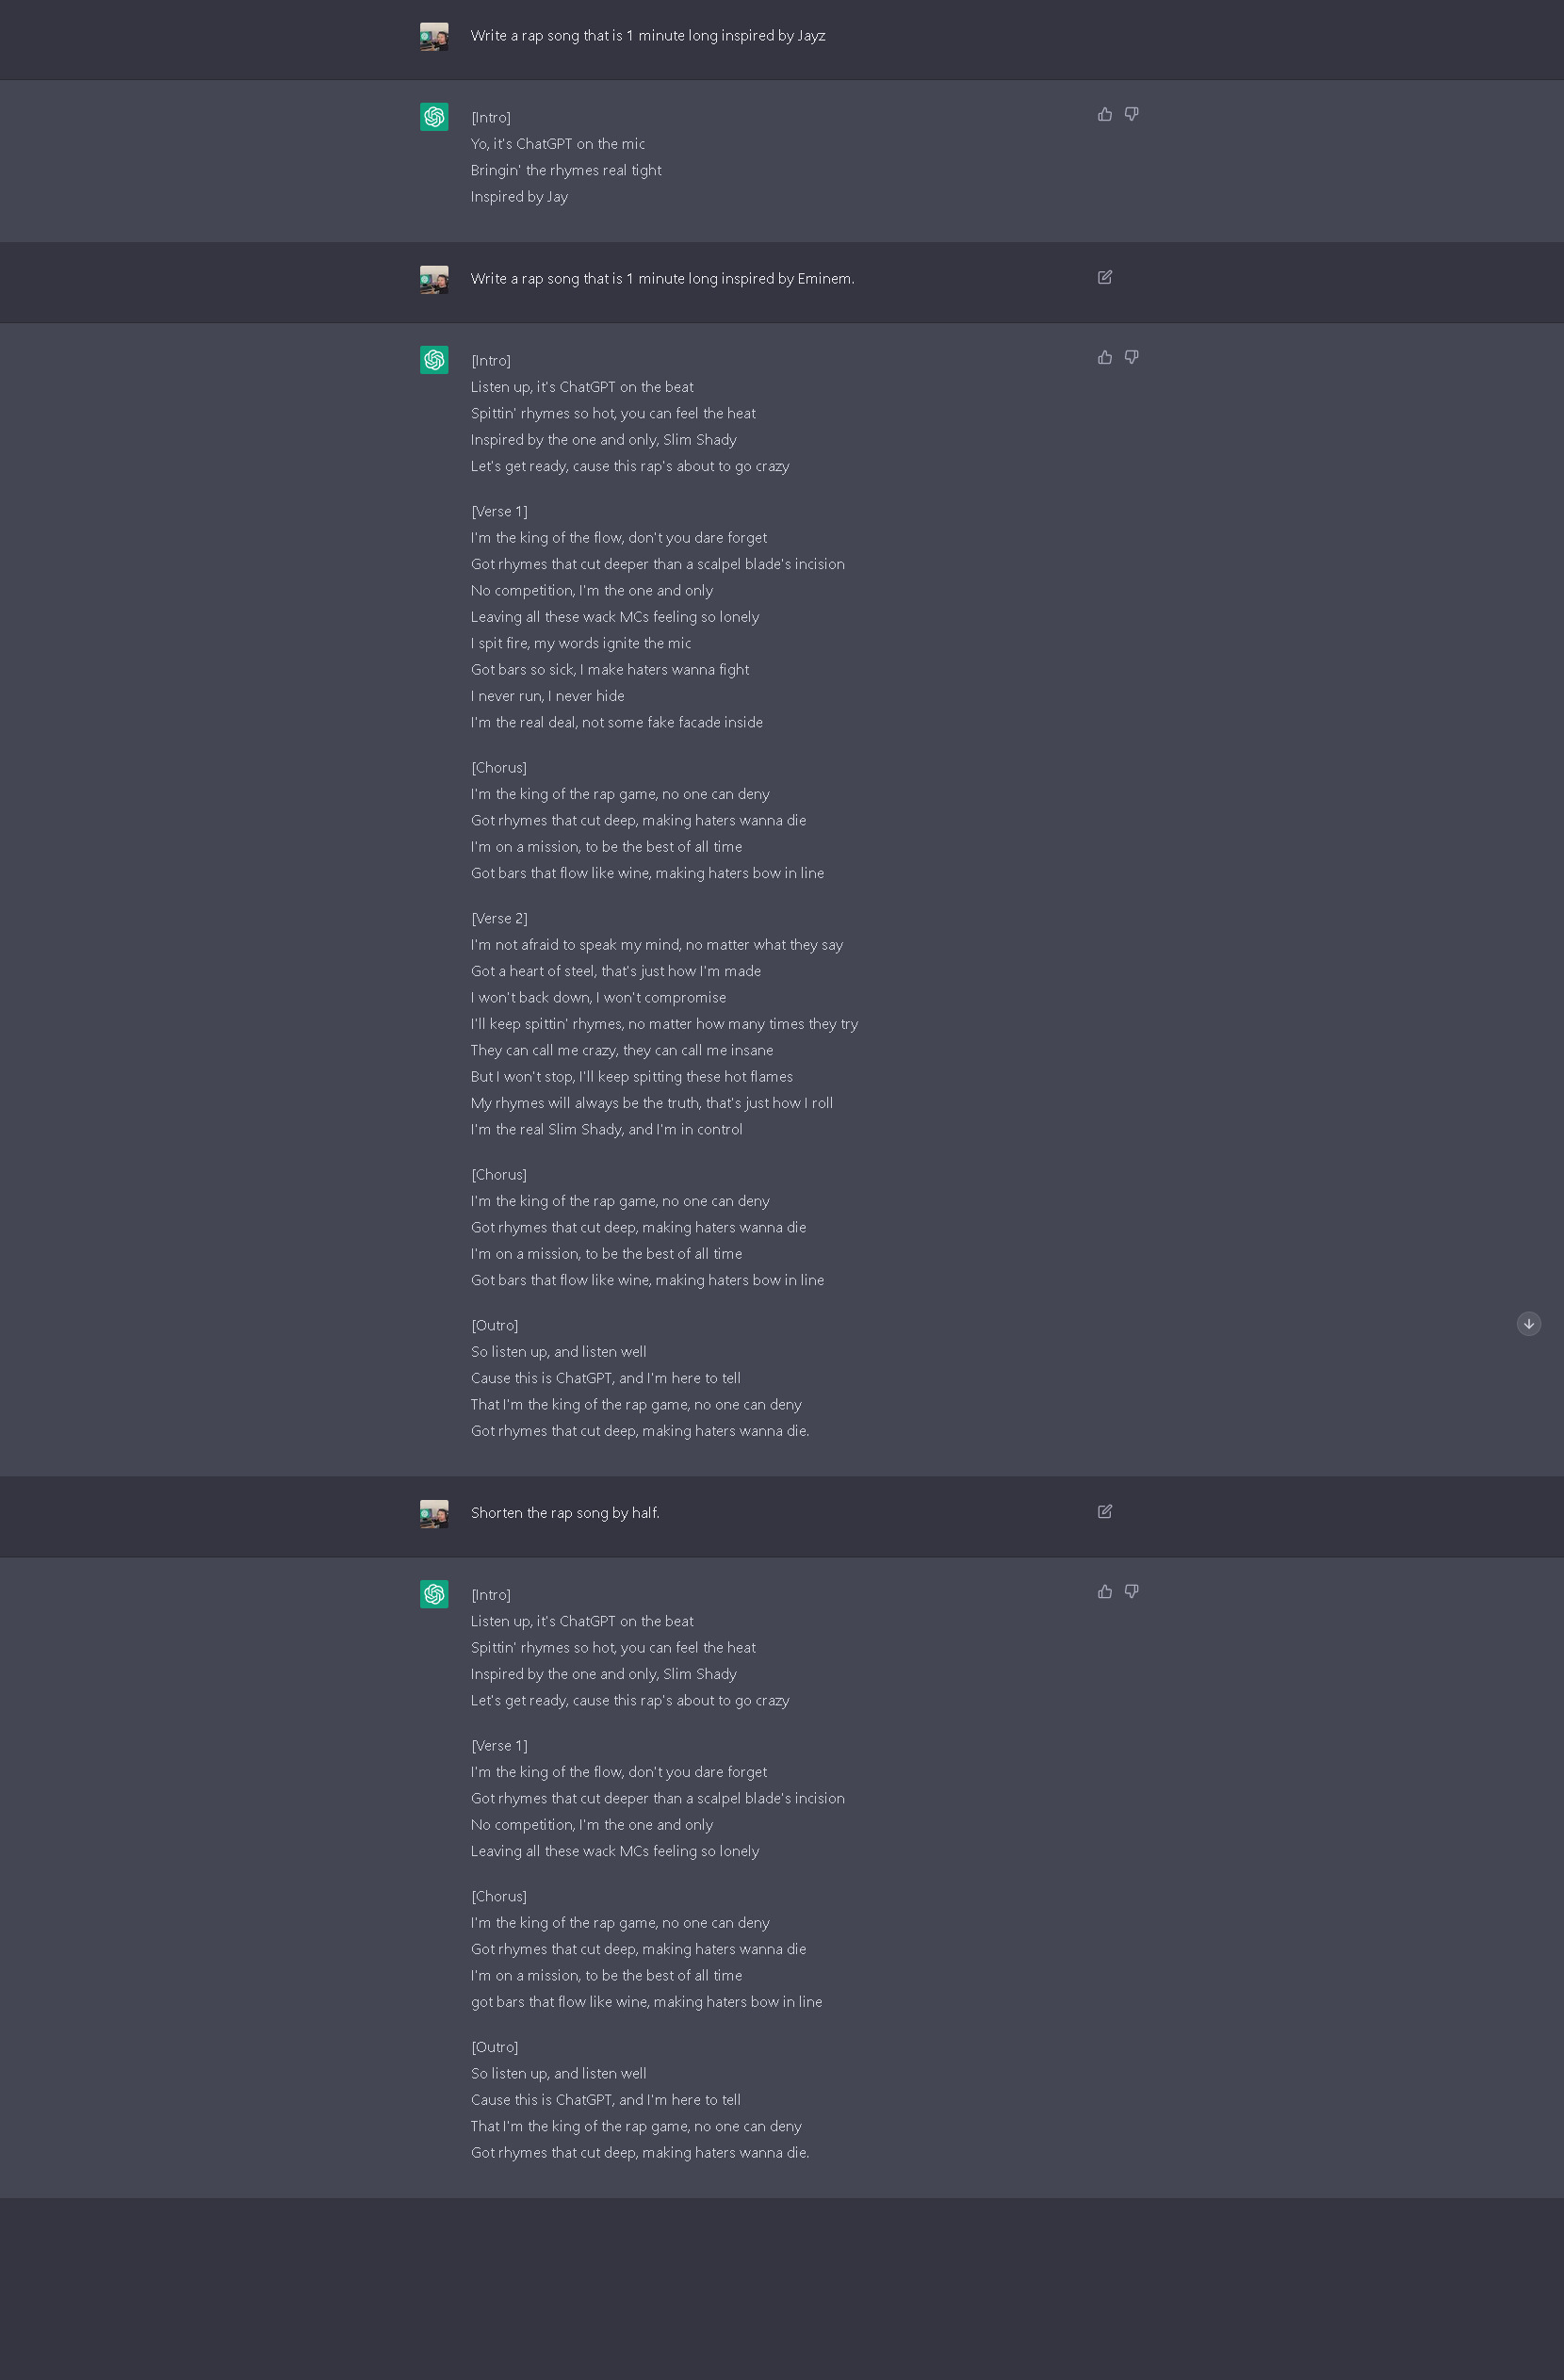 Write a rap song that is 1 minute long inspired by Jayz
[Intro]
Yo, it's ChatGPT on the mic
Bringin' the rhymes real tight
Inspired by Jay
Write a rap song that is 1 minute long inspired by Eminem.
[Intro]
Listen up, it's ChatGPT on the beat
Spittin' rhymes so hot, you can feel the heat
Inspired by the one and only, Slim Shady
Let's get ready, cause this rap's about to go crazy
[Verse 1]
I'm the king of the flow, don't you dare forget
Got rhymes that cut deeper than a scalpel blade's incision
No competition, I'm the one and only
Leaving all these wack MCs feeling so lonely
I spit fire, my words ignite the mic
Got bars so sick, I make haters wanna fight
I never run, I never hide
I'm the real deal, not some fake facade inside
[Chorus]
I'm the king of the rap game, no one can deny
Got rhymes that cut deep, making haters wanna die
I'm on a mission, to be the best of all time
Got bars that flow like wine, making haters bow in line
[Verse 2]
I'm not afraid to speak my mind, no matter what they say
Got a heart of steel, that's just how I'm made
I won't back down, I won't compromise
I'll keep spittin' rhymes, no matter how many times they try
They can call me crazy, they can call me insane
But I won't stop, I'll keep spitting these hot flames
My rhymes will always be the truth, that's just how I roll
I'm the real Slim Shady, and I'm in control
[Chorus]
I'm the king of the rap game, no one can deny
Got rhymes that cut deep, making haters wanna die
I'm on a mission, to be the best of all time
Got bars that flow like wine, making haters bow in line
[Outro]
So listen up, and listen well
Cause this is ChatGPT, and I'm here to tell
That I'm the king of the rap game, no one can deny
Got rhymes that cut deep, making haters wanna die.
Shorten the rap song by half.
[Intro]
Listen up, it's ChatGPT on the beat
Spittin' rhymes so hot, you can feel the heat
Inspired by the one and only, Slim Shady
Let's get ready, cause this rap's about to go crazy
[Verse 1]
I'm the king of the flow, don't you dare forget
Got rhymes that cut deeper than a scalpel blade's incision
No competition, I'm the one and only
Leaving all these wack MCs feeling so lonely
[Chorus]
I'm the king of the rap game, no one can deny
Got rhymes that cut deep, making haters wanna die
I'm on a mission, to be the best of all time
got bars that flow like wine, making haters bow in line
[Outro]
So listen up, and listen well
Cause this is ChatGPT, and I'm here to tell
That I'm the king of the rap game, no one can deny
Got rhymes that cut deep, making haters wanna die.